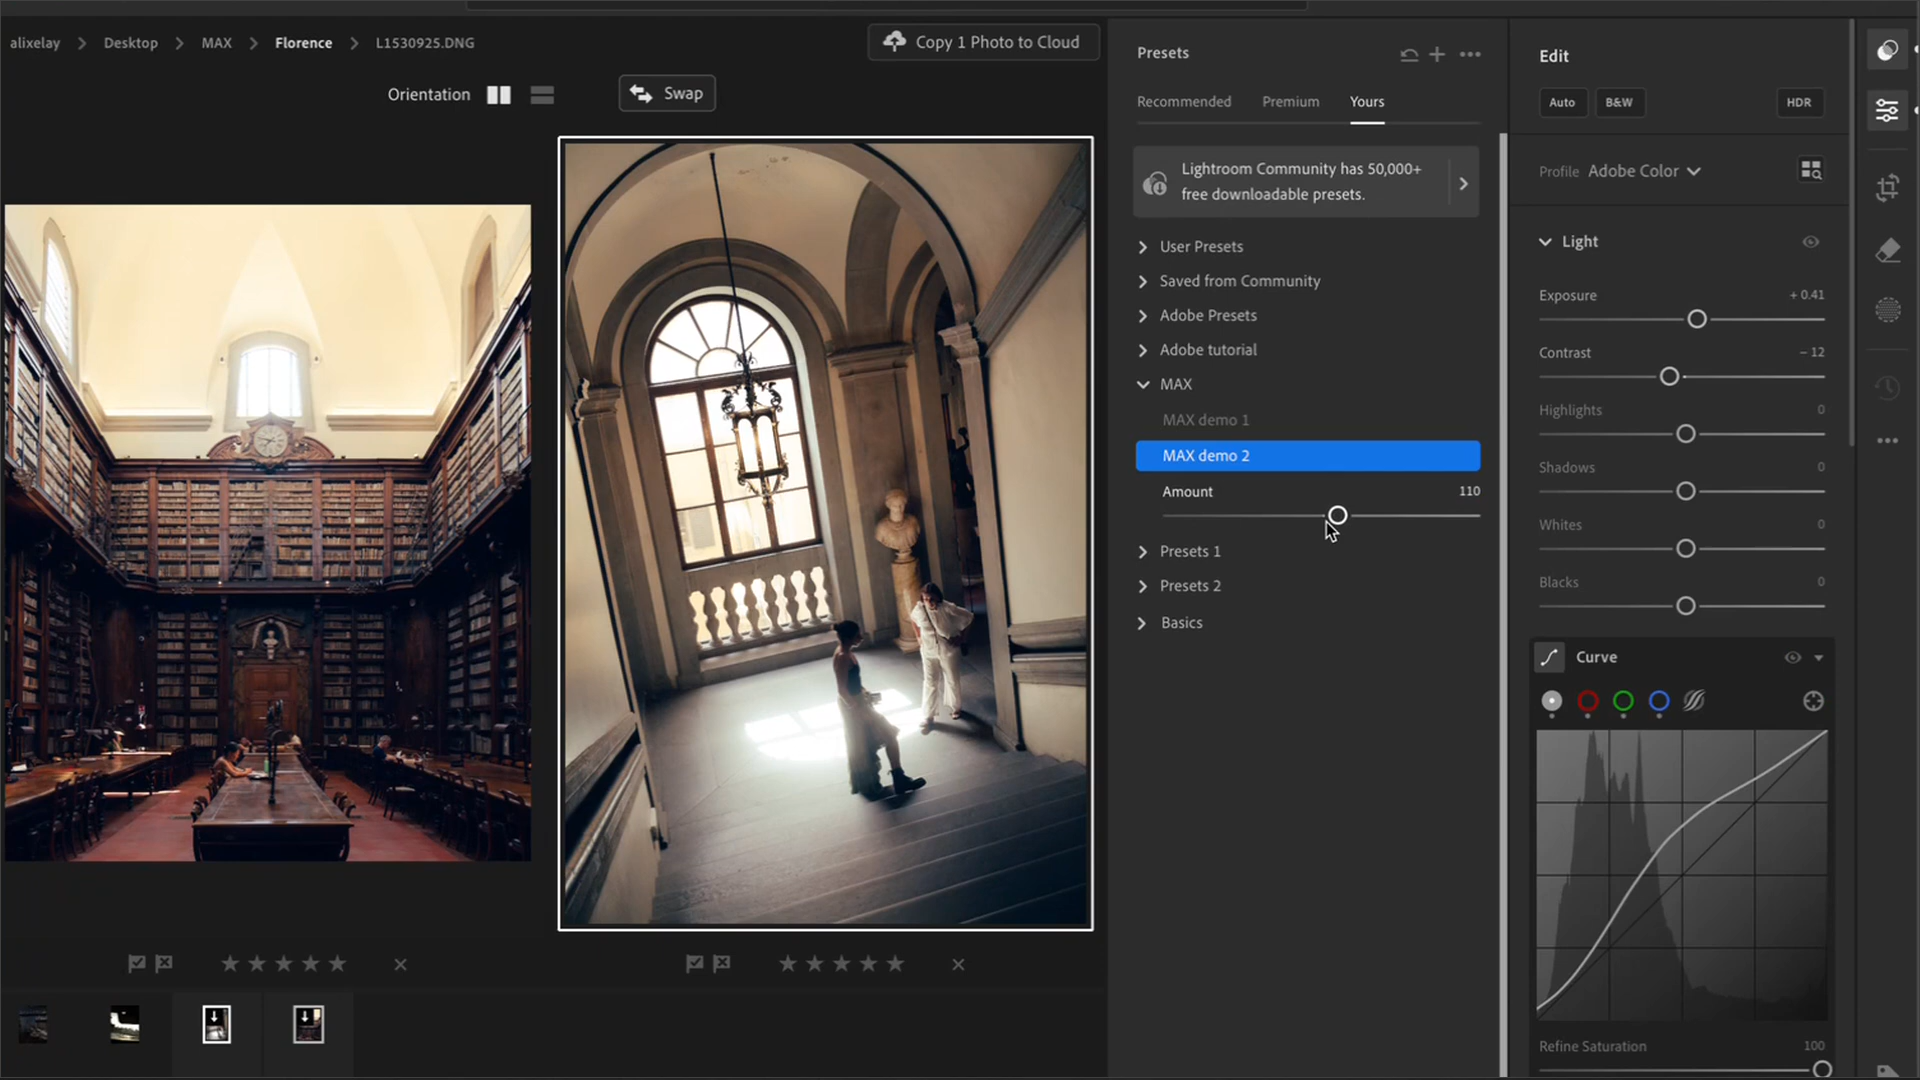 alixelay > Desktop > MAX > Florence > L1530925.DNG
Copy 1 Photo to Cloud
Orientation
Swap
Presets
Recommended Premium Yours
Lightroom Community has 50,000+
free downloadable presets.
User Presets
Saved from Community
Adobe Presets
Adobe tutorial
MAX
MAX demo 1
MAX demo 2
Amount 110
Presets 1
Presets 2
Basics
Edit
Auto B&W HDR
Profile Adobe Color
Light
Exposure + 0.41
Contrast – 12
Highlights 0
Shadows 0
Whites 0
Blacks 0
Curve
Refine Saturation 100